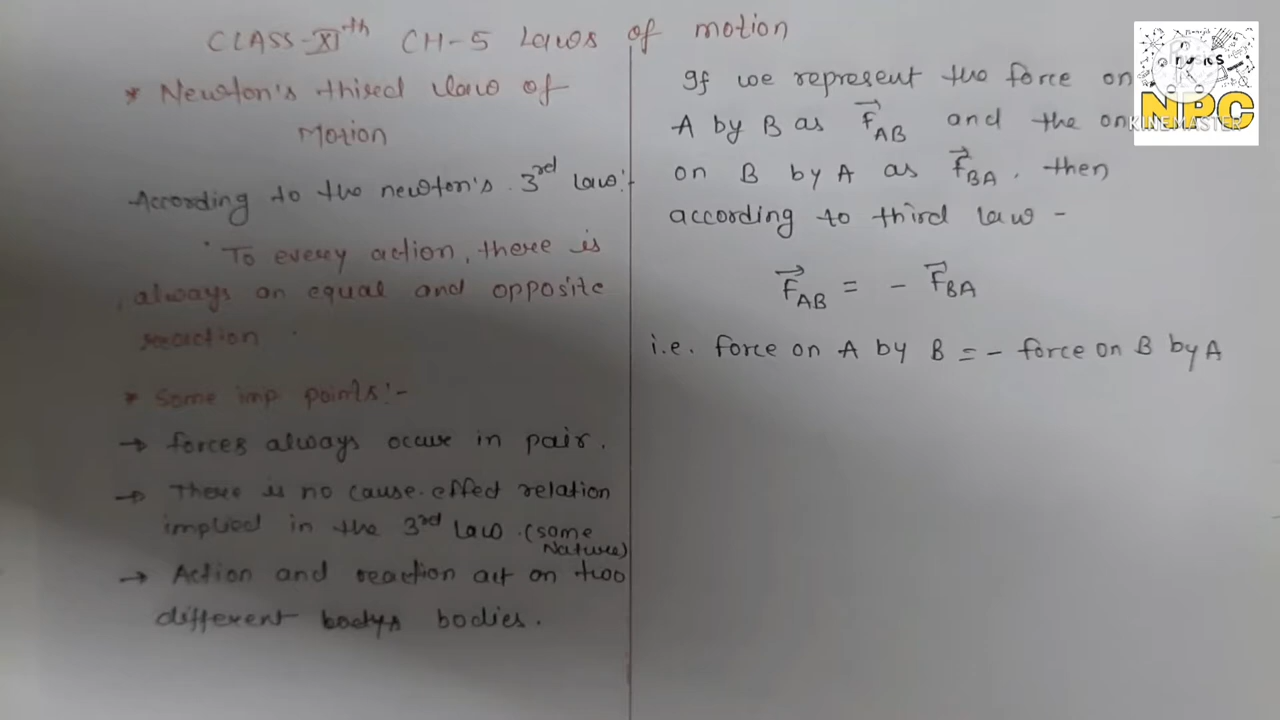 CLASS-XIth CH-5 Laws of motion
* Newton's third law of
Motion
According to the newton's 3rd law:-
To every action, there is
always an equal and opposite
reaction
* Some imp points:-
→ forces always occur in pair.
→ There is no cause-effect relation
implied in the 3rd law. (same
Nature)
→ Action and reaction act on two
different bodies.
If we represent the force on
A by B as F⃗AB and the on
on B by A as F⃗BA, then
according to third law -
F⃗AB = - F⃗BA
i.e. force on A by B = - force on B by A
Physics
NPC
KINEMASTER